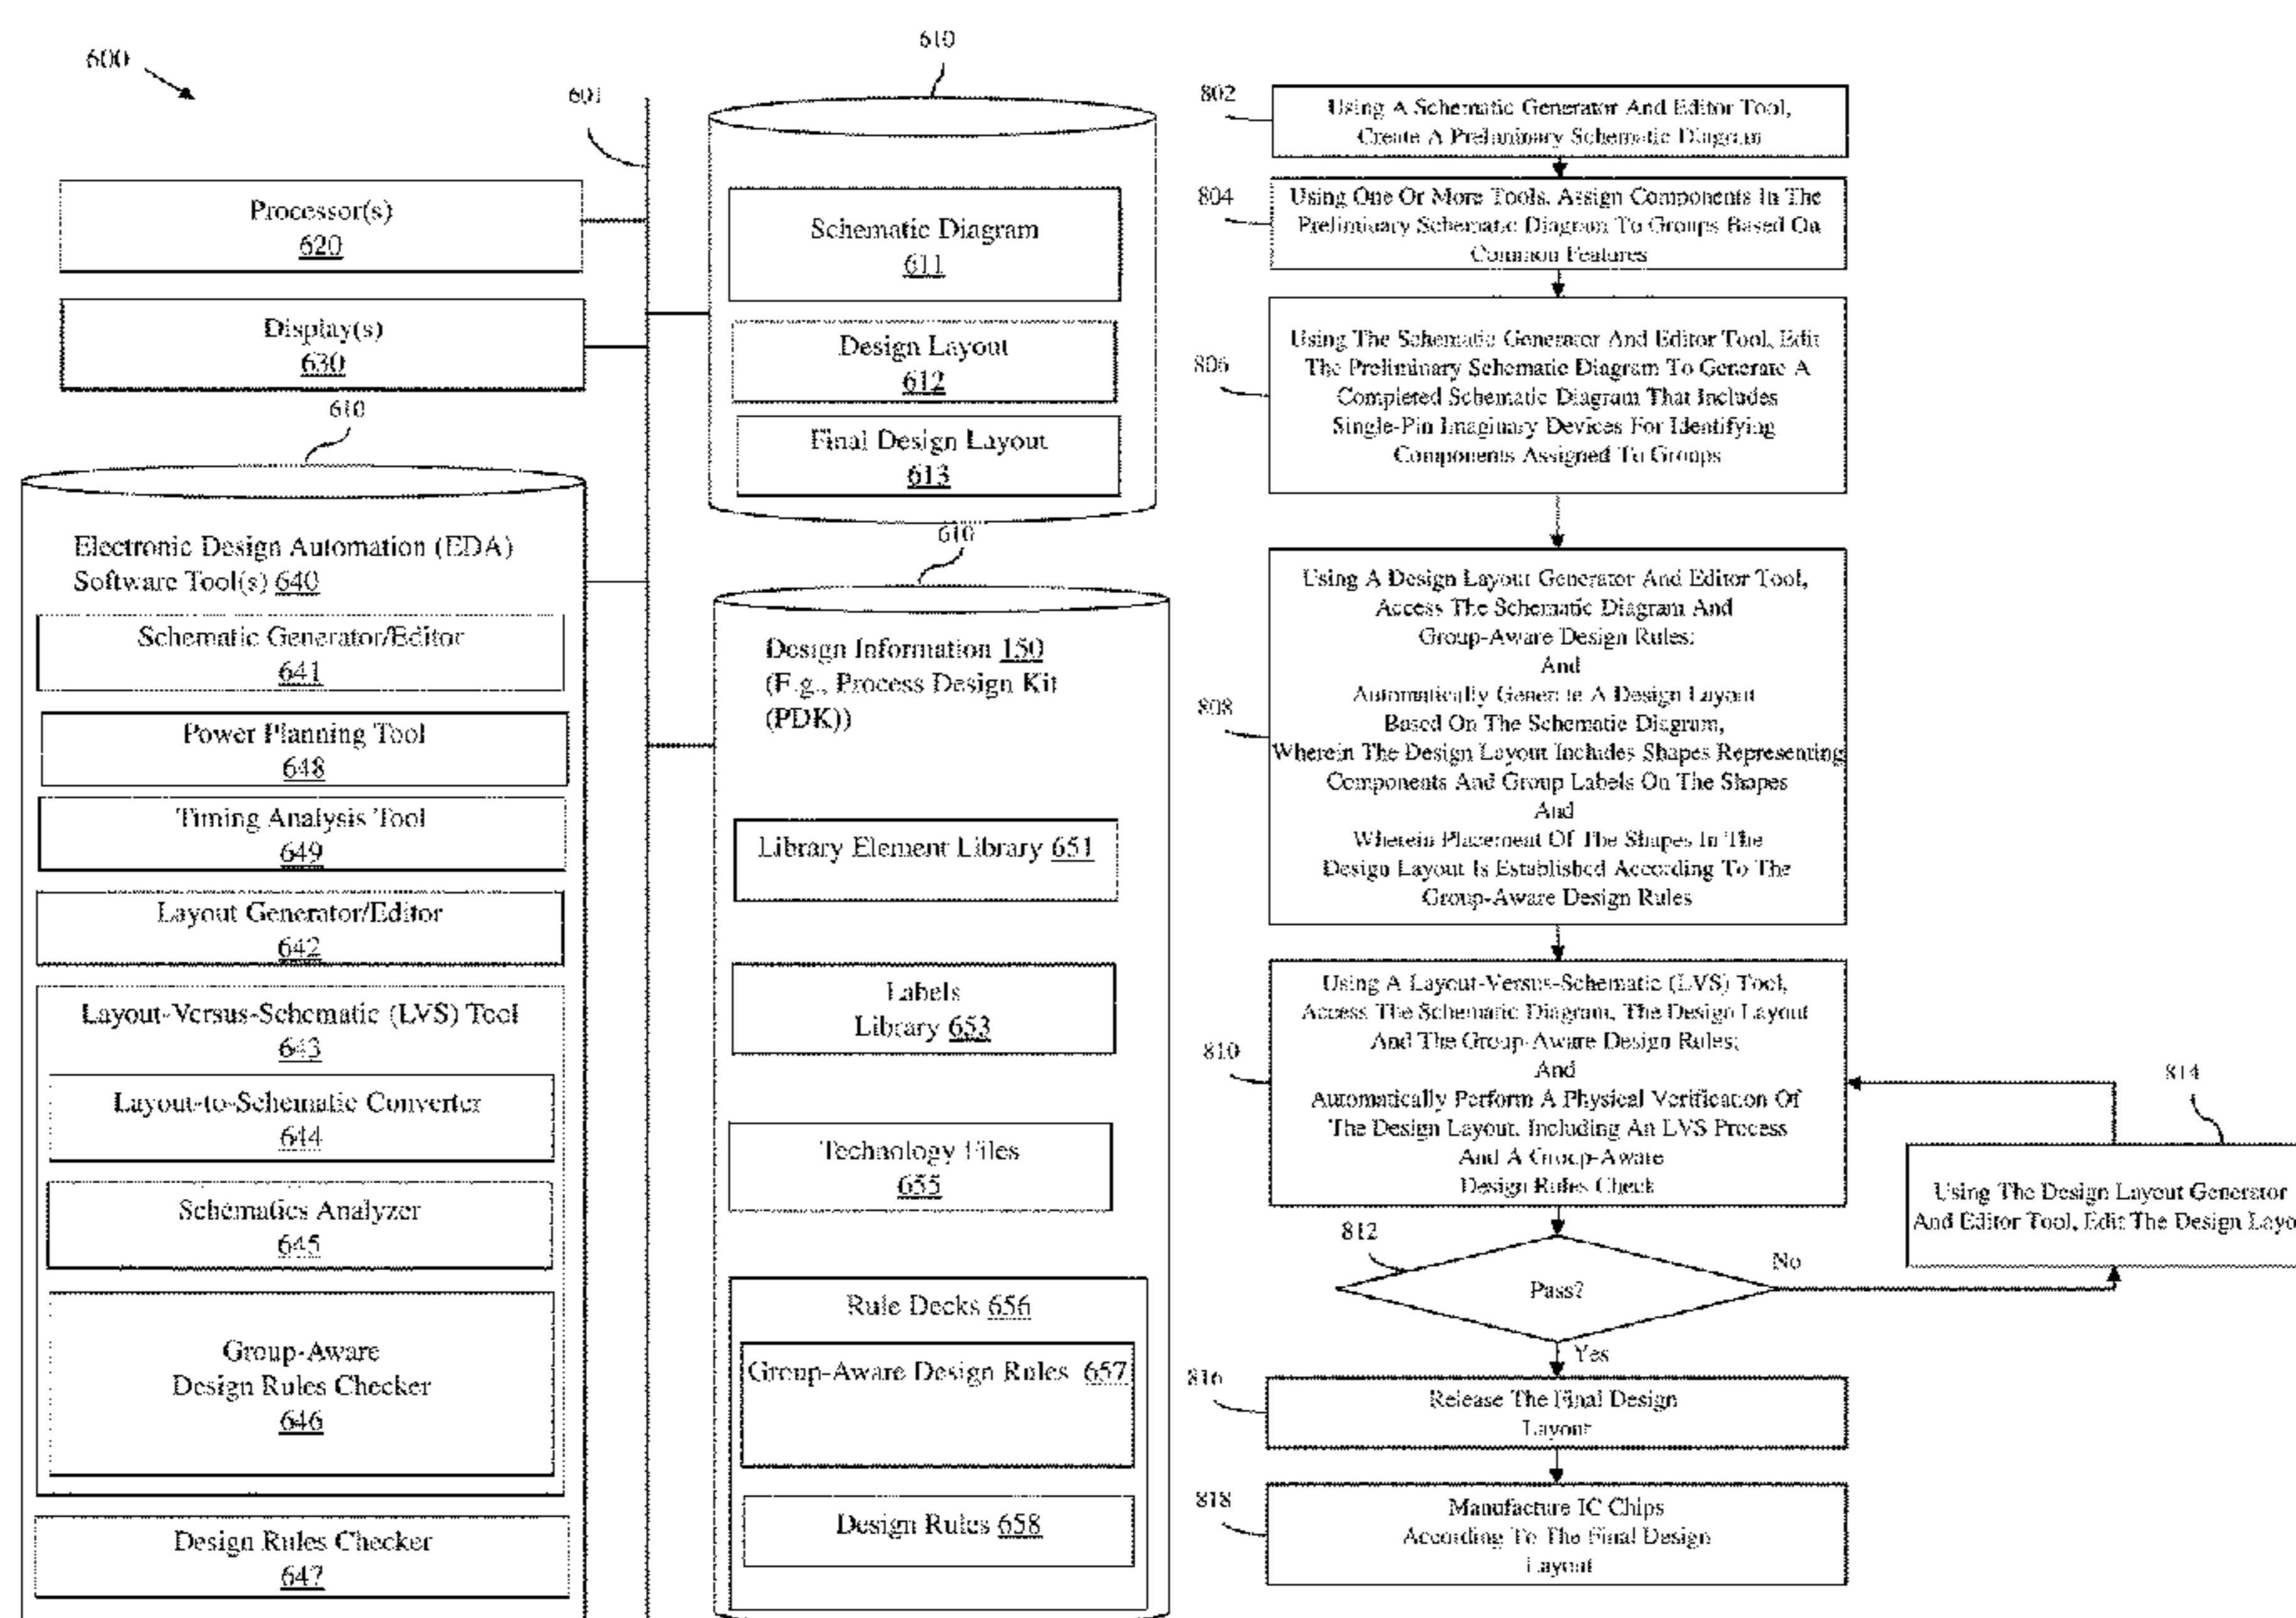 600
601
Processor(s)
620
Display(s)
630
610
Electronic Design Automation (EDA)
Software Tool(s) 640
Schematic Generator/Editor
641
Power Planning Tool
648
Timing Analysis Tool
649
Layout Generator/Editor
642
Layout-Versus-Schematic (LVS) Tool
643
Layout-to-Schematic Converter
644
Schematics Analyzer
645
Group-Aware
Design Rules Checker
646
Design Rules Checker
647
610
Schematic Diagram
611
Design Layout
612
Final Design Layout
613
610
Design Information 150
(E.g., Process Design Kit
(PDK))
Library Element Library 651
Labels
Library 653
Technology Files
655
Rule Decks 656
Group-Aware Design Rules 657
Design Rules 658
802
Using A Schematic Generator And Editor Tool,
Create A Preliminary Schematic Diagram
804
Using One Or More Tools, Assign Components In The
Preliminary Schematic Diagram To Groups Based On
Common Features
806
Using The Schematic Generator And Editor Tool, Edit
The Preliminary Schematic Diagram To Generate A
Completed Schematic Diagram That Includes
Single-Pin Imaginary Devices For Identifying
Components Assigned To Groups
808
Using A Design Layout Generator And Editor Tool,
Access The Schematic Diagram And
Group-Aware Design Rules;
And
Automatically Generate A Design Layout
Based On The Schematic Diagram,
Wherein The Design Layout Includes Shapes Representing
Components And Group Labels On The Shapes
And
Wherein Placement Of The Shapes In The
Design Layout Is Established According To The
Group-Aware Design Rules
810
Using A Layout-Versus-Schematic (LVS) Tool,
Access The Schematic Diagram, The Design Layout
And The Group-Aware Design Rules;
And
Automatically Perform A Physical Verification Of
The Design Layout, Including An LVS Process
And A Group-Aware
Design Rules Check
812
Pass?
No
Yes
814
Using The Design Layout Generator
And Editor Tool, Edit The Design Layo
816
Release The Final Design
Layout
818
Manufacture IC Chips
According To The Final Design
Layout